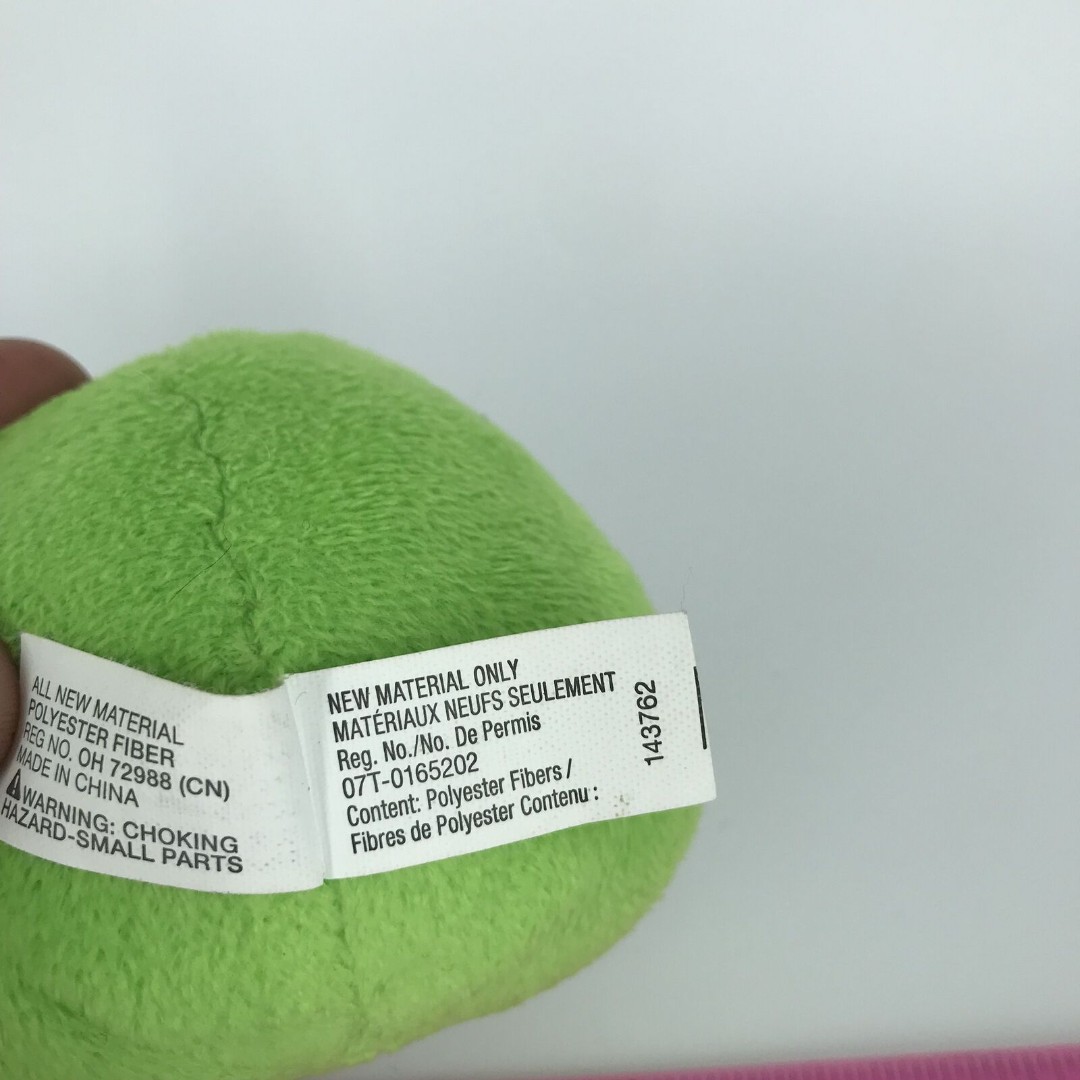 ALL NEW MATERIAL
POLYESTER FIBER
REG NO. OH 72988 (CN)
MADE IN CHINA
WARNING: CHOKING
HAZARD-SMALL PARTS
NEW MATERIAL ONLY
MATÉRIAUX NEUFS SEULEMENT
Reg. No./No. De Permis
07T-0165202
Content: Polyester Fibers /
Fibres de Polyester Contenu :
143762